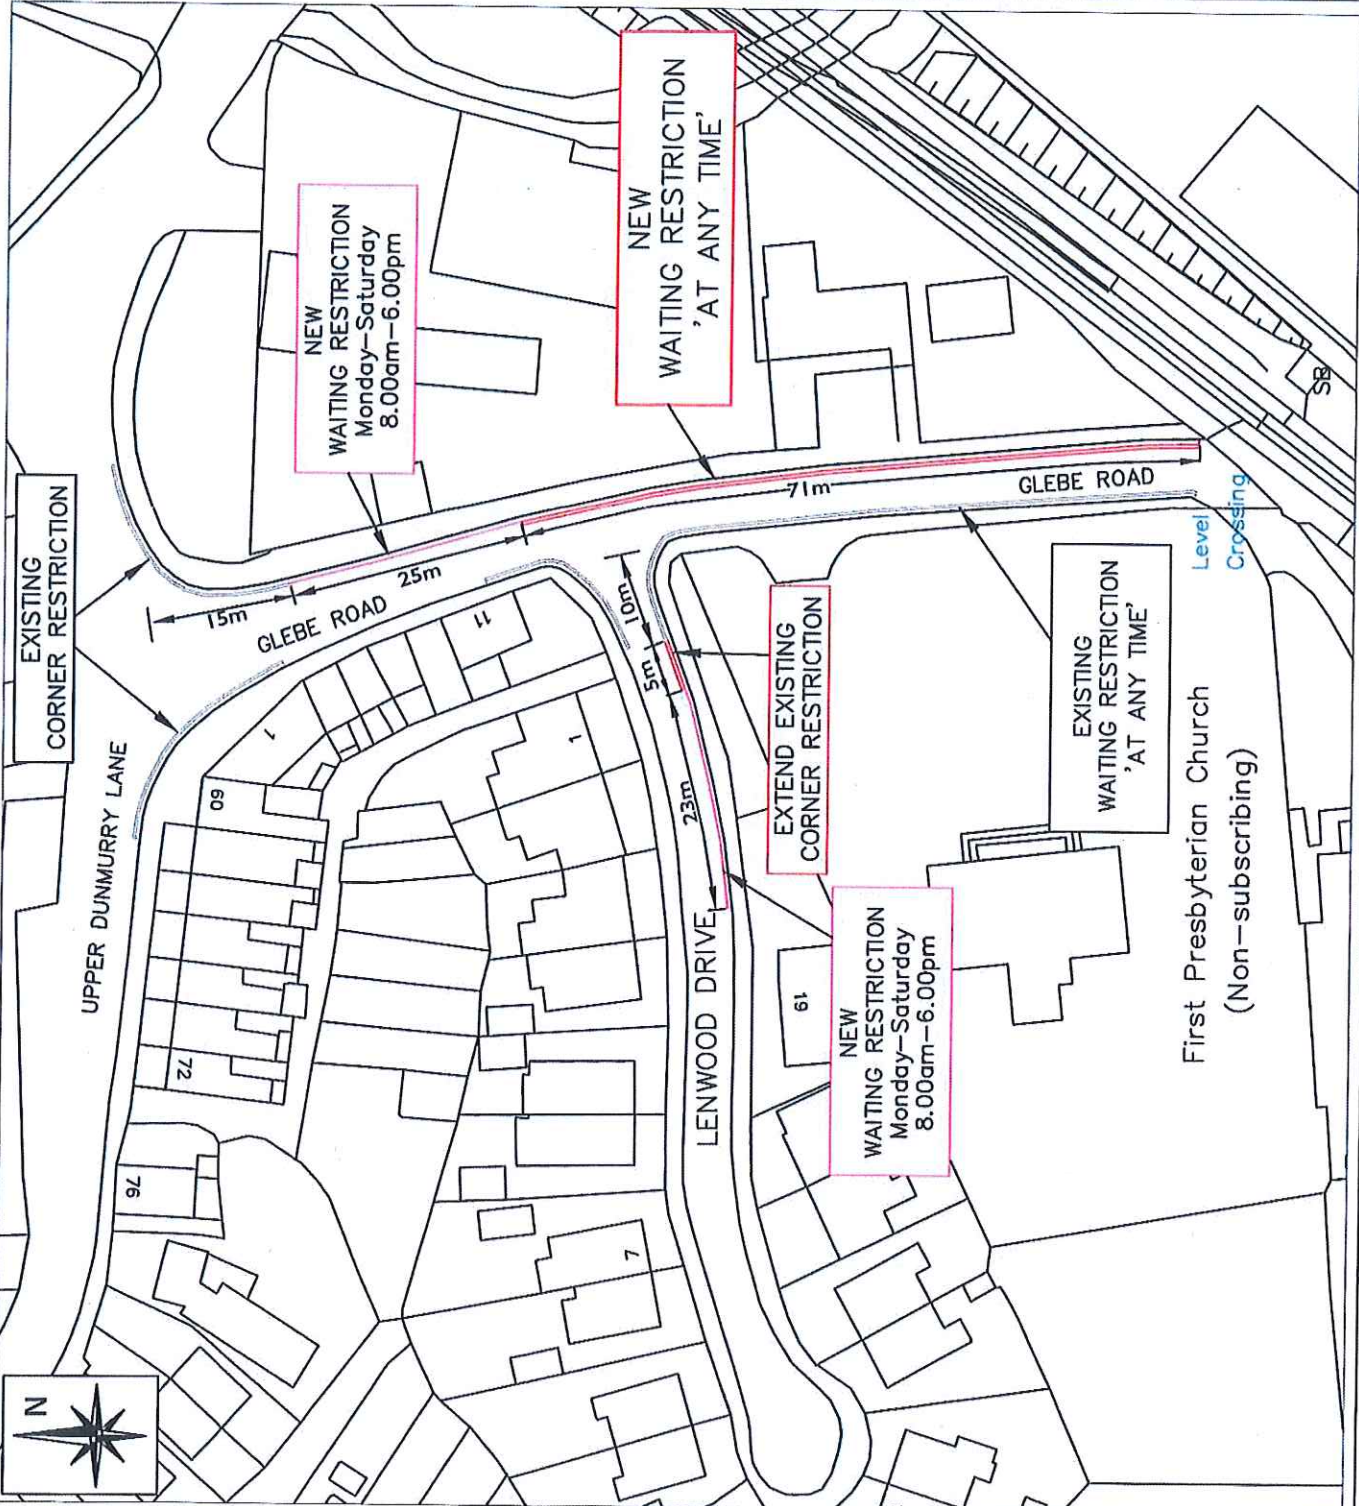 N
EXISTING
CORNER RESTRICTION
UPPER DUNMURRY LANE
NEW
WAITING RESTRICTION
Monday–Saturday
8.00am–6.00pm
NEW
WAITING RESTRICTION
'AT ANY TIME'
15m
25m
GLEBE ROAD
71m
GLEBE ROAD
10m
5m
23m
1
11
60
72
76
1
7
19
LENWOOD DRIVE
EXTEND EXISTING
CORNER RESTRICTION
NEW
WAITING RESTRICTION
Monday–Saturday
8.00am–6.00pm
EXISTING
WAITING RESTRICTION
'AT ANY TIME'
Level
Crossing
SB
First Presbyterian Church
(Non–subscribing)